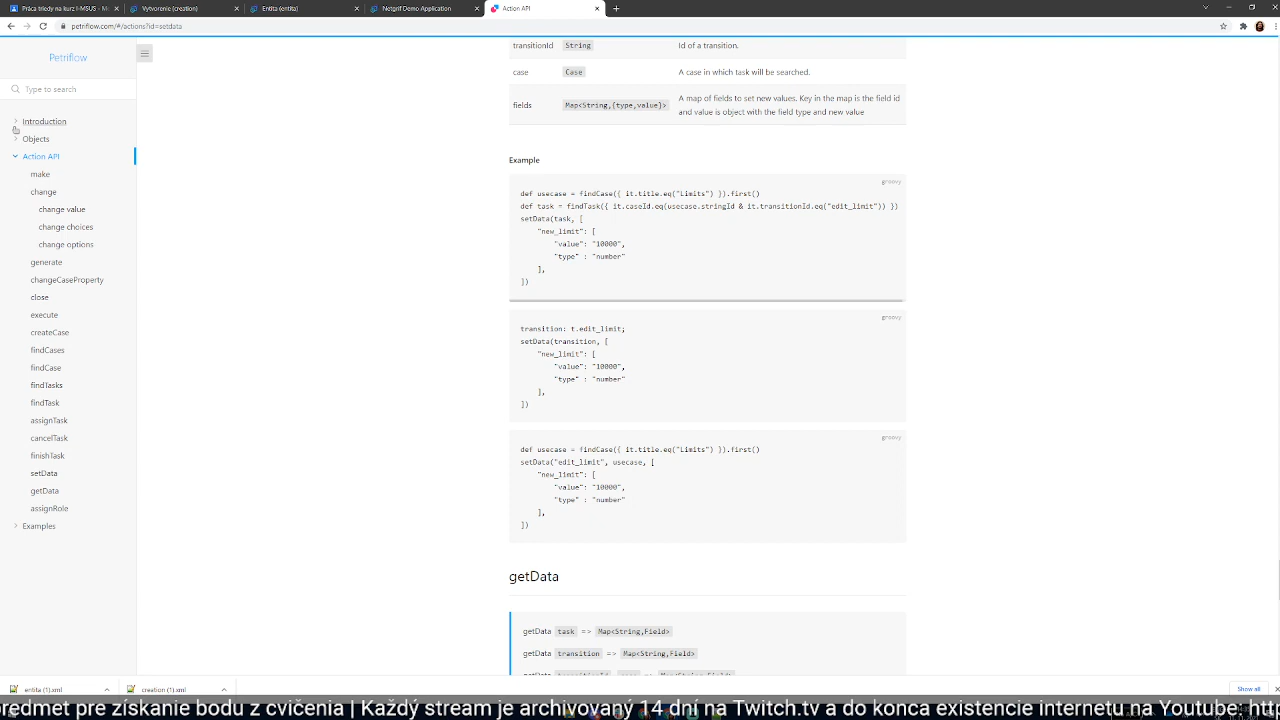 Práca triedy na kurz I-MSUS - M
Vytvorenie (creation)
Entita (entita)
Netgrif Demo Application
Action API
petriflow.com/#/actions?id=setdata
Petriflow
Type to search
Introduction
Objects
Action API
make
change
change value
change choices
change options
generate
changeCaseProperty
close
execute
createCase
findCases
findCase
findTasks
findTask
assignTask
cancelTask
finishTask
setData
getData
assignRole
Examples
transitionId String Id of a transition.
case Case A case in which task will be searched.
fields Map<String,{type,value}> A map of fields to set new values. Key in the map is the field id
and value is object with the field type and new value
Example
groovy
def usecase = findCase({ it.title.eq("Limits") }).first()
def task = findTask({ it.caseId.eq(usecase.stringId & it.transitionId.eq("edit_limit")) })
setData(task, [
"new_limit": [
"value": "10000",
"type" : "number"
],
])
groovy
transition: t.edit_limit;
setData(transition, [
"new_limit": [
"value": "10000",
"type" : "number"
],
])
groovy
def usecase = findCase({ it.title.eq("Limits") }).first()
setData("edit_limit", usecase, [
"new_limit": [
"value": "10000",
"type" : "number"
],
])
getData
getData task => Map<String,Field>
getData transition => Map<String,Field>
entita (1).xml
creation (1).xml
Show all
predmet pre získanie bodu z cvičenia | Každý stream je archivovaný 14 dní na Twitch.tv a do konca existencie internetu na Youtube